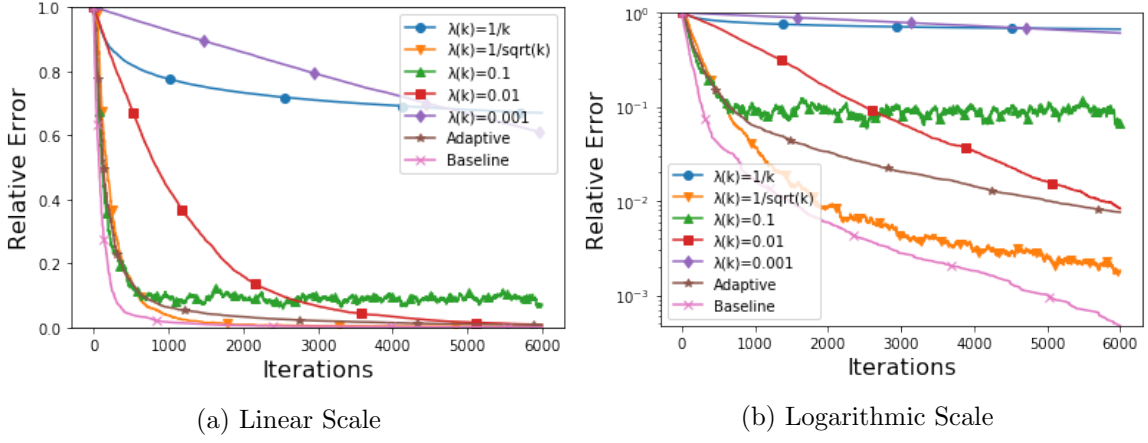 1.0
0.8
0.6
0.4
0.2
0.0
Relative Error
λ(k)=1/k
λ(k)=1/sqrt(k)
λ(k)=0.1
λ(k)=0.01
λ(k)=0.001
Adaptive
Baseline
0 1000 2000 3000 4000 5000 6000
Iterations
(a) Linear Scale
10⁰
10⁻¹
10⁻²
10⁻³
Relative Error
λ(k)=1/k
λ(k)=1/sqrt(k)
λ(k)=0.1
λ(k)=0.01
λ(k)=0.001
Adaptive
Baseline
0 1000 2000 3000 4000 5000 6000
Iterations
(b) Logarithmic Scale